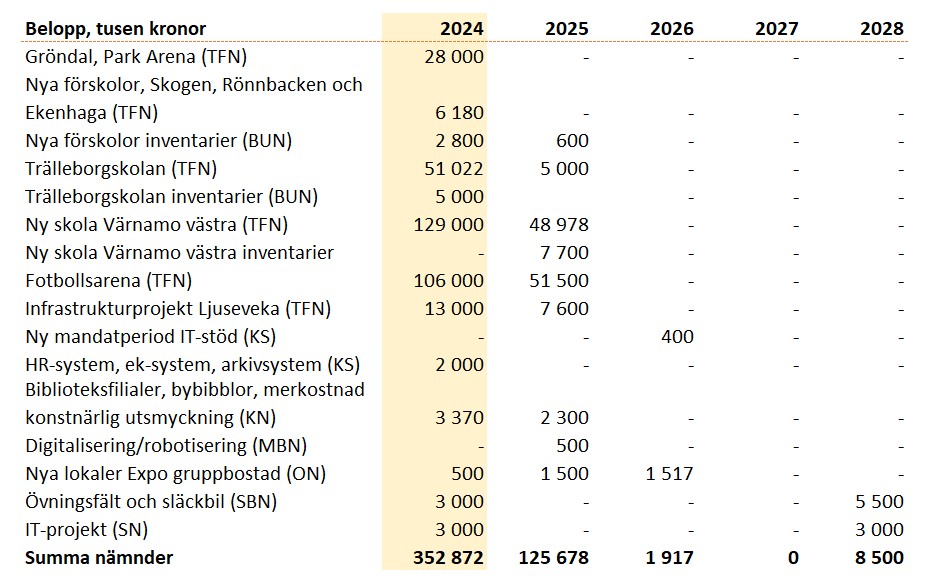 Belopp, tusen kronor 2024 2025 2026 2027 2028
Gröndal, Park Arena (TFN) 28 000 - - - -
Nya förskolor, Skogen, Rönnbacken och
Ekenhaga (TFN) 6 180 - - - -
Nya förskolor inventarier (BUN) 2 800 600 - - -
Trälleborgskolan (TFN) 51 022 5 000 - - -
Trälleborgskolan inventarier (BUN) 5 000 - - - -
Ny skola Värnamo västra (TFN) 129 000 48 978 - - -
Ny skola Värnamo västra inventarier - 7 700 - - -
Fotbollsarena (TFN) 106 000 51 500 - - -
Infrastrukturprojekt Ljuseveka (TFN) 13 000 7 600 - - -
Ny mandatperiod IT-stöd (KS) - - 400 - -
HR-system, ek-system, arkivsystem (KS) 2 000 - - - -
Biblioteksfilialer, bybibblor, merkostnad
konstnärlig utsmyckning (KN) 3 370 2 300 - - -
Digitalisering/robotisering (MBN) - 500 - - -
Nya lokaler Expo gruppbostad (ON) 500 1 500 1 517 - -
Övningsfält och släckbil (SBN) 3 000 - - - 5 500
IT-projekt (SN) 3 000 - - - 3 000
Summa nämnder 352 872 125 678 1 917 0 8 500